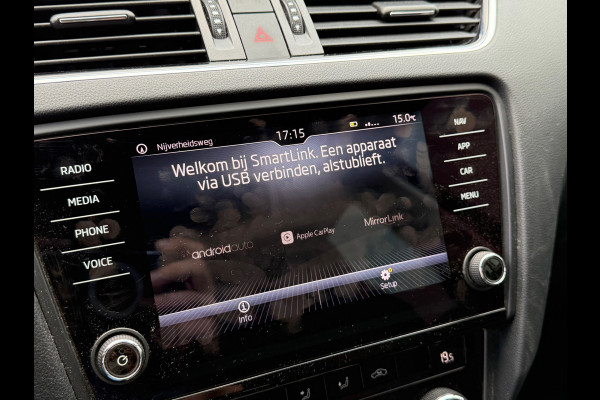 Nijverheidsweg
17:15
15.0°C
Welkom bij SmartLink. Een apparaat
via USB verbinden, alstublieft.
androidauto
Apple CarPlay
MirrorLink
Info
Setup
RADIO
MEDIA
PHONE
VOICE
NAV
APP
CAR
MENU
19.5